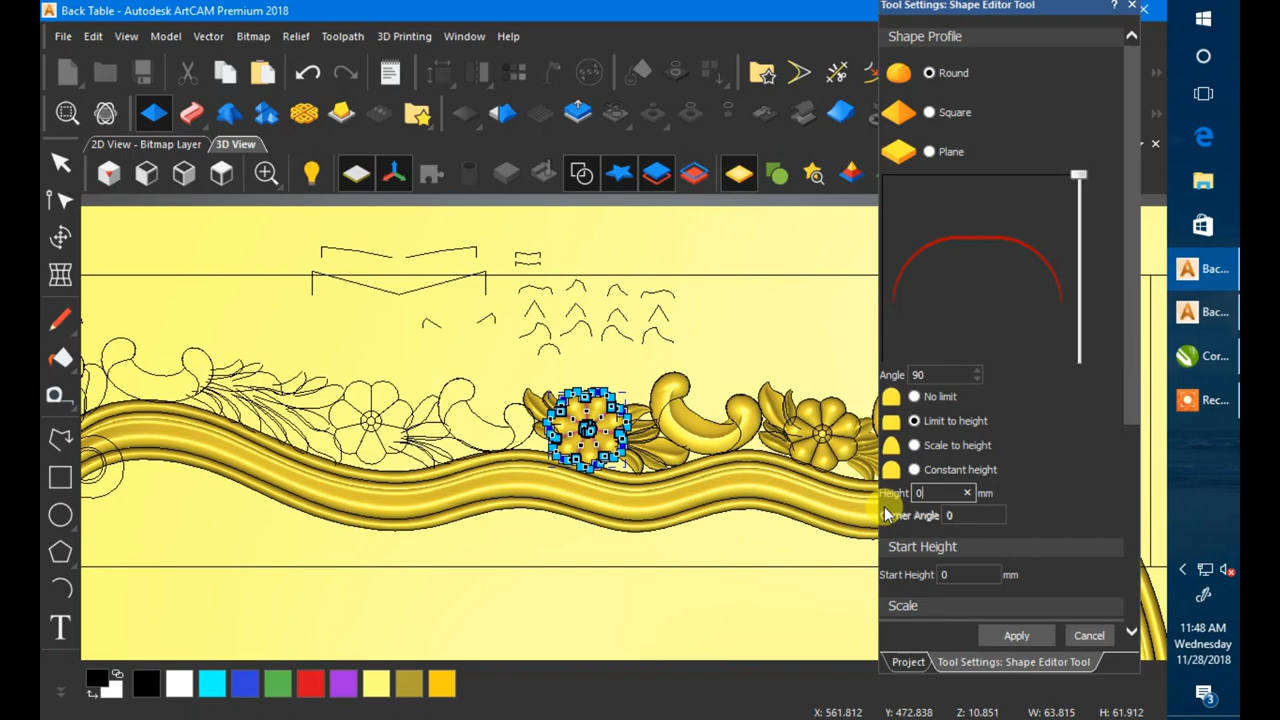 Back Table - Autodesk ArtCAM Premium 2018
Tool Settings: Shape Editor Tool
?
File Edit View Model Vector Bitmap Relief Toolpath 3D Printing Window Help
Shape Profile
Round
Square
Plane
2D View - Bitmap Layer
3D View
Angle 90
No limit
Limit to height
Scale to height
Constant height
Height 0 mm
Angle 0
Start Height
Start Height 0 mm
Scale
Apply Cancel
Project
Tool Settings: Shape Editor Tool
X: 561.812 Y: 472.838 Z: 10.851 W: 63.815 H: 61.912
T
Bac...
Bac...
Cor...
Rec...
11:48 AM
Wednesday
11/28/2018
3